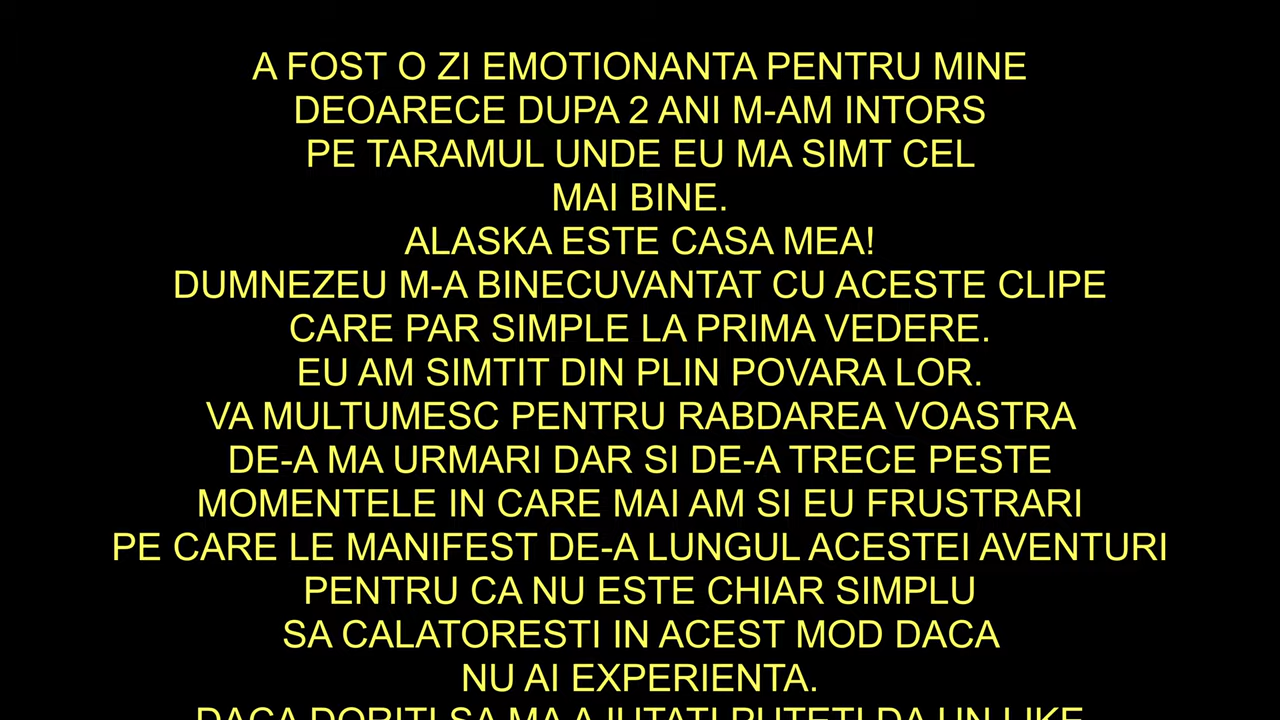 A FOST O ZI EMOTIONANTA PENTRU MINE
DEOARECE DUPA 2 ANI M-AM INTORS
PE TARAMUL UNDE EU MA SIMT CEL
MAI BINE.
ALASKA ESTE CASA MEA!
DUMNEZEU M-A BINECUVANTAT CU ACESTE CLIPE
CARE PAR SIMPLE LA PRIMA VEDERE.
EU AM SIMTIT DIN PLIN POVARA LOR.
VA MULTUMESC PENTRU RABDAREA VOASTRA
DE-A MA URMARI DAR SI DE-A TRECE PESTE
MOMENTELE IN CARE MAI AM SI EU FRUSTRARI
PE CARE LE MANIFEST DE-A LUNGUL ACESTEI AVENTURI
PENTRU CA NU ESTE CHIAR SIMPLU
SA CALATORESTI IN ACEST MOD DACA
NU AI EXPERIENTA.
DACA DORITI SA MA AJUTATI PUTETI DA UN LIKE